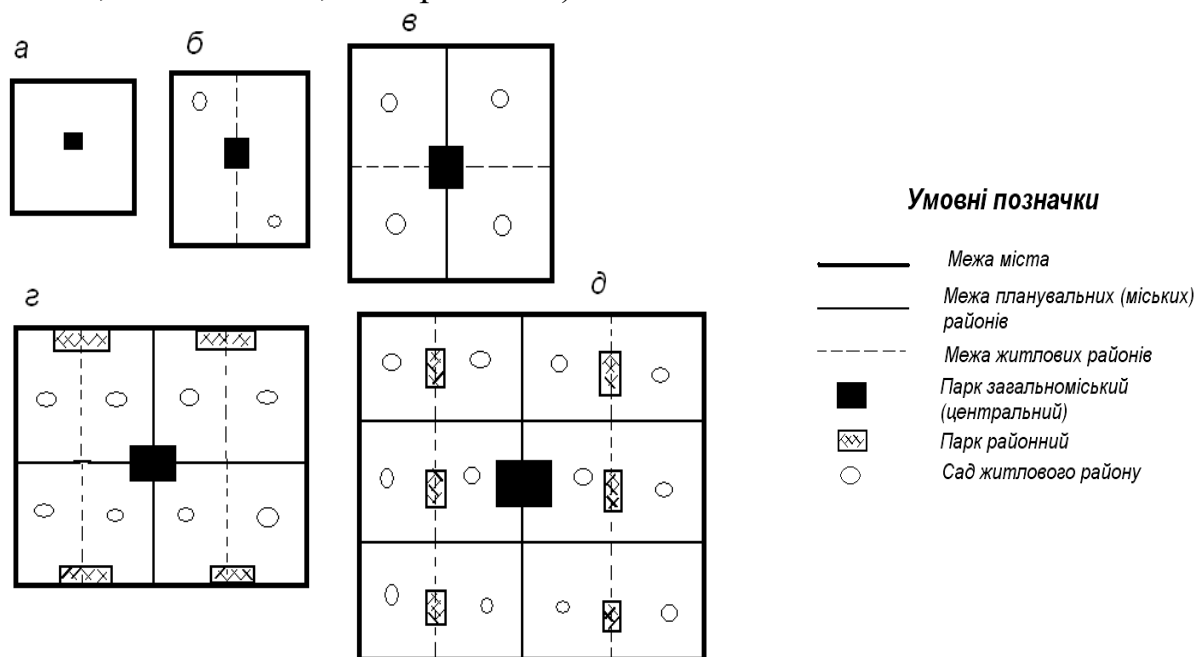 а
б
в
г
д
Умовні позначки
Межа міста
Межа планувальних (міських)
районів
Межа житлових районів
Парк загальноміський
(центральний)
Парк районний
Сад житлового району